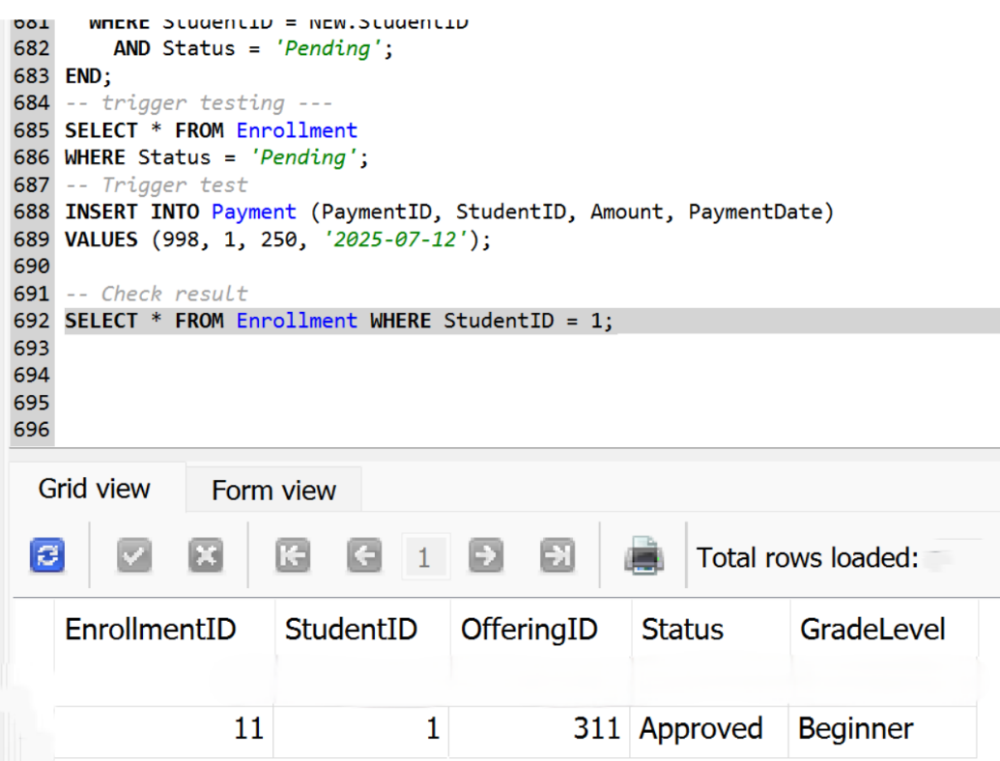 681 WHERE StudentID = NEW.StudentID
682 AND Status = 'Pending';
683 END;
684 -- trigger testing ---
685 SELECT * FROM Enrollment
686 WHERE Status = 'Pending';
687 -- Trigger test
688 INSERT INTO Payment (PaymentID, StudentID, Amount, PaymentDate)
689 VALUES (998, 1, 250, '2025-07-12');
690
691 -- Check result
692 SELECT * FROM Enrollment WHERE StudentID = 1;
693
694
695
696
Grid view Form view
1 Total rows loaded:
EnrollmentID StudentID OfferingID Status GradeLevel
11 1 311 Approved Beginner